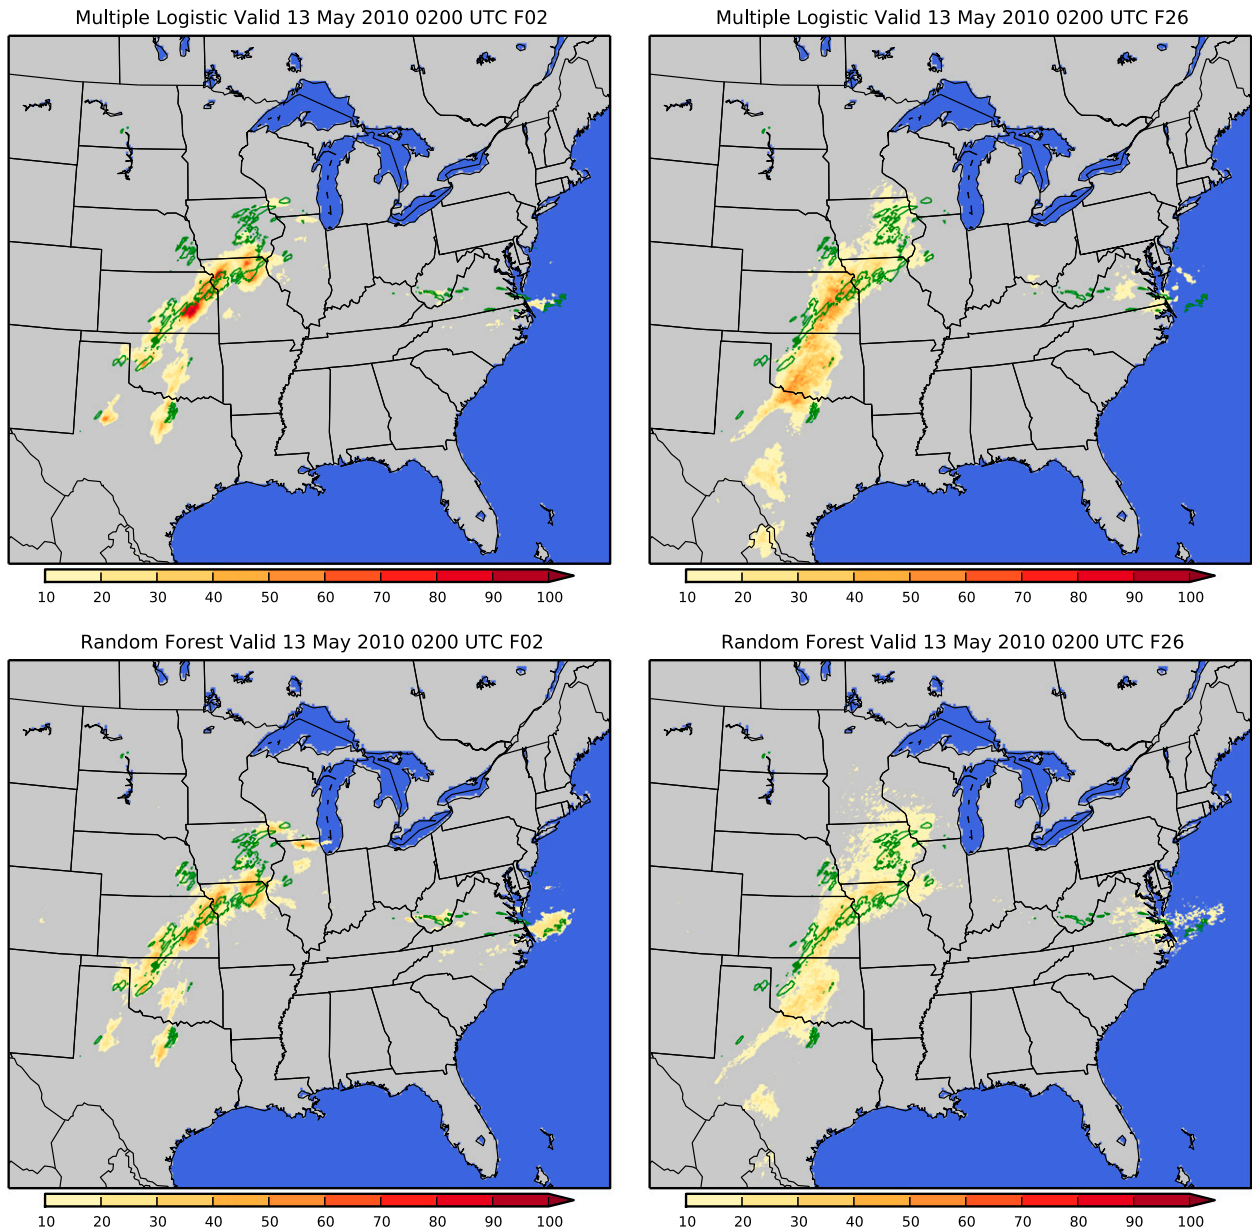 Multiple Logistic Valid 13 May 2010 0200 UTC F02
Multiple Logistic Valid 13 May 2010 0200 UTC F26
10 20 30 40 50 60 70 80 90 100
10 20 30 40 50 60 70 80 90 100
Random Forest Valid 13 May 2010 0200 UTC F02
Random Forest Valid 13 May 2010 0200 UTC F26
10 20 30 40 50 60 70 80 90 100
10 20 30 40 50 60 70 80 90 100